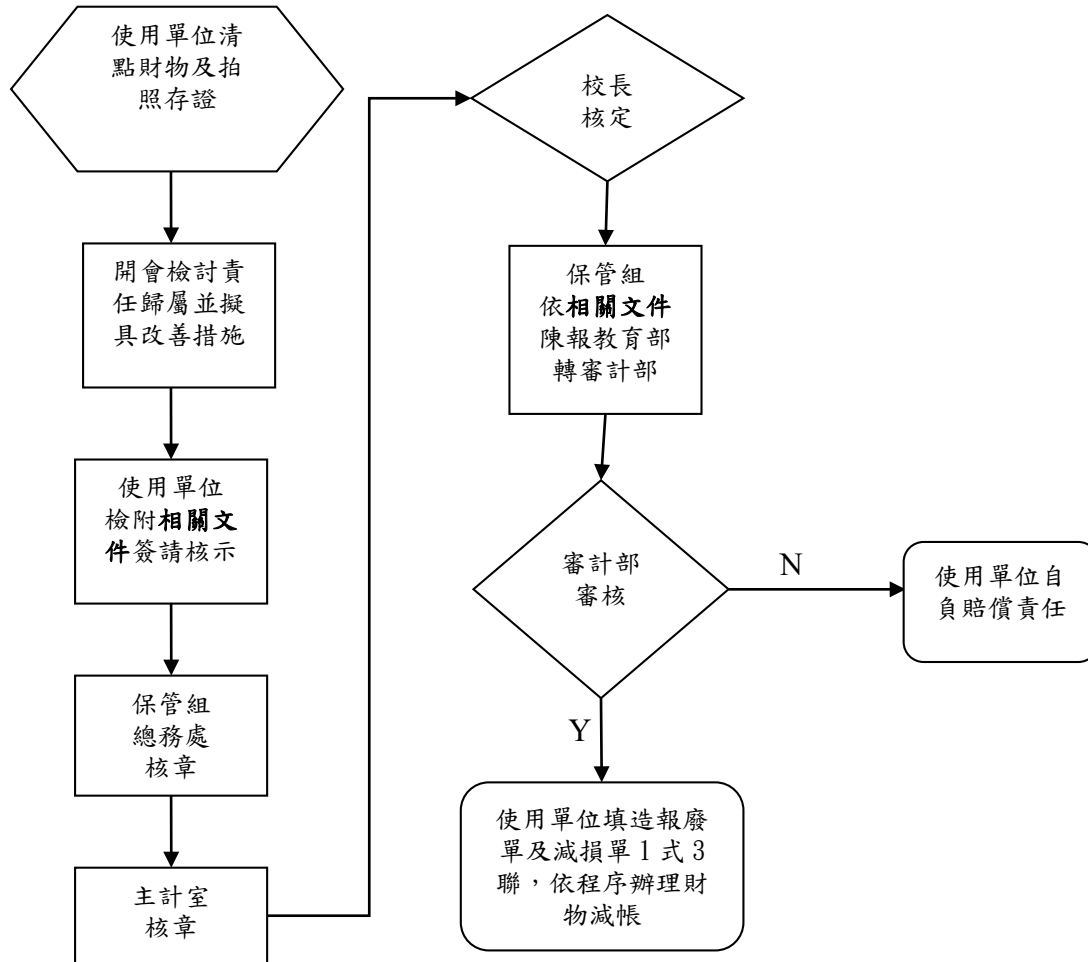 使用單位清
點財物及拍
照存證
開會檢討責
任歸屬並擬
具改善措施
使用單位
檢附相關文
件簽請核示
保管組
總務處
核章
主計室
核章
校長
核定
保管組
依相關文件
陳報教育部
轉審計部
審計部
審核
N
使用單位自
負賠償責任
Y
使用單位填造報廢
單及減損單1式3
聯，依程序辦理財
物減帳